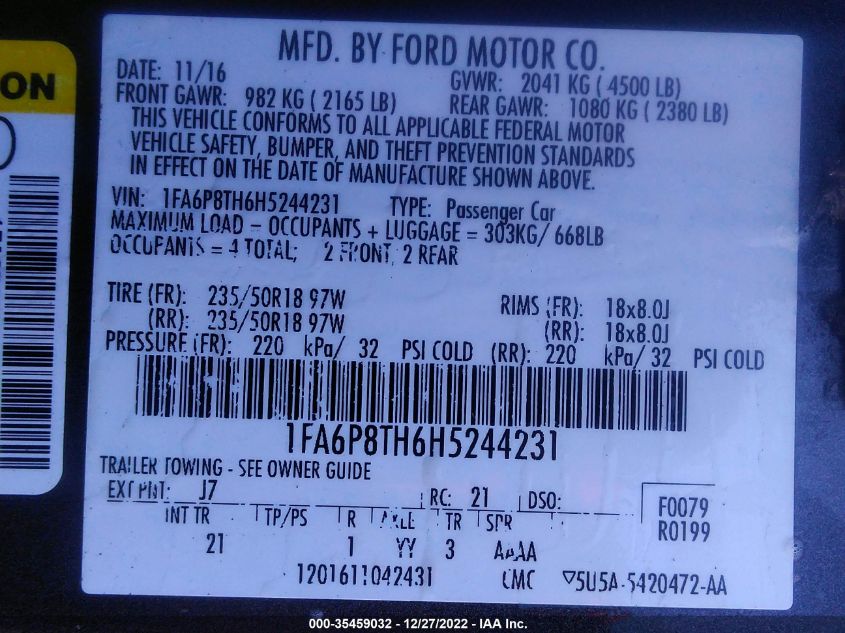 ON
MFD. BY FORD MOTOR CO.
DATE: 11/16 GVWR: 2041 KG ( 4500 LB)
FRONT GAWR: 982 KG ( 2165 LB) REAR GAWR: 1080 KG ( 2380 LB)
THIS VEHICLE CONFORMS TO ALL APPLICABLE FEDERAL MOTOR
VEHICLE SAFETY, BUMPER, AND THEFT PREVENTION STANDARDS
IN EFFECT ON THE DATE OF MANUFACTURE SHOWN ABOVE.
VIN: 1FA6P8TH6H5244231 TYPE: Passenger Car
MAXIMUM LOAD - OCCUPANTS + LUGGAGE = 303KG/ 668LB
OCCUPANTS = 4 TOTAL; 2 FRONT, 2 REAR
TIRE (FR): 235/50R18 97W RIMS (FR): 18x8.0J
(RR): 235/50R18 97W (RR): 18x8.0J
PRESSURE (FR): 220 kPa/ 32 PSI COLD (RR): 220 kPa/ 32 PSI COLD
1FA6P8TH6H5244231
TRAILER TOWING - SEE OWNER GUIDE
EXT PNT: J7 RC: 21 DSO: F0079
INT TR TP/PS R AXLE TR SPR R0199
21 1 YY 3 AAAA
1201611042431 CMC 5U5A-5420472-AA
000-35459032 - 12/27/2022 - IAA Inc.